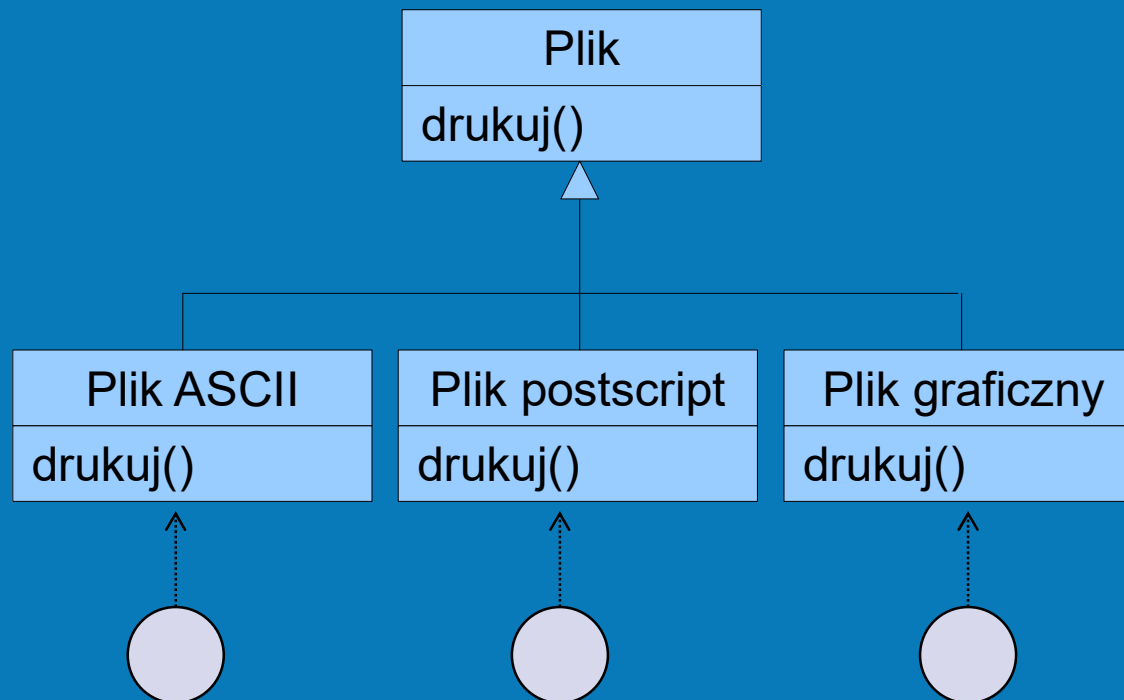 Plik
drukuj()
Plik ASCII
drukuj()
Plik postscript
drukuj()
Plik graficzny
drukuj()